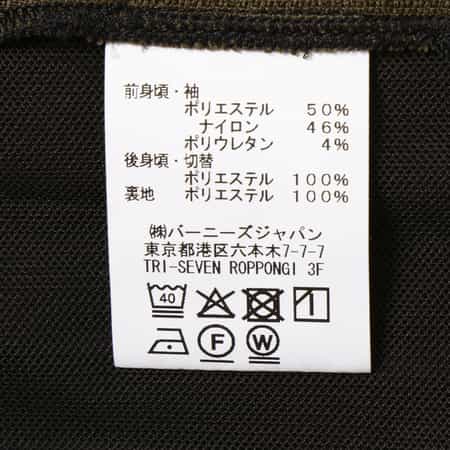 前身頃・袖
ポリエステル 50%
ナイロン 46%
ポリウレタン 4%
後身頃・切替
ポリエステル 100%
裏地 ポリエステル 100%
㈱バーニーズジャパン
東京都港区六本木7-7-7
TRI-SEVEN ROPPONGI 3F
40
F W